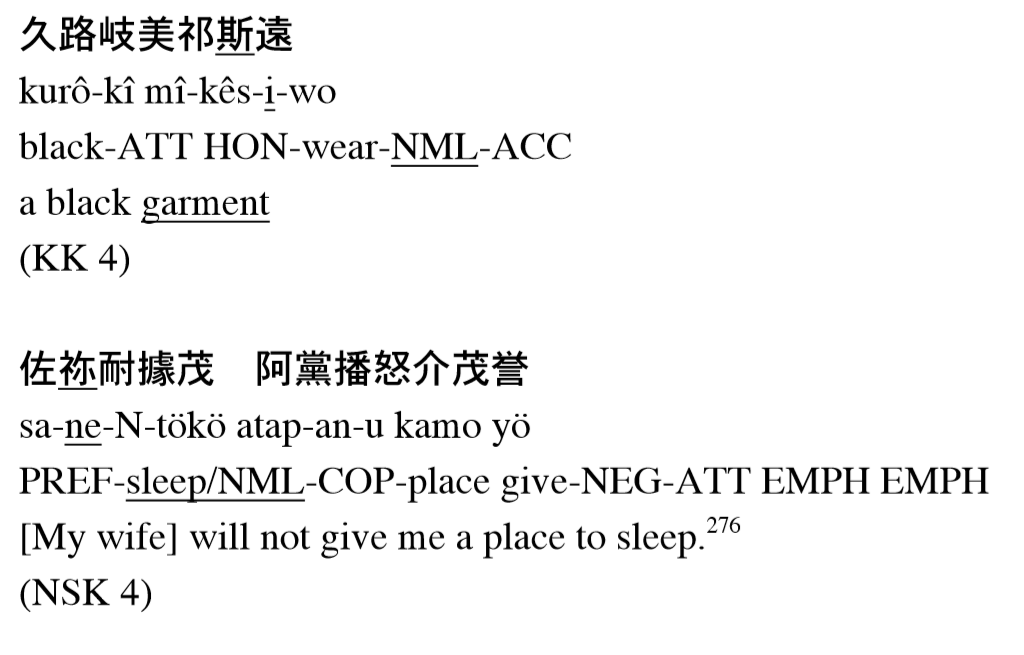 久路岐美祁斯遠
kurô-kî mî-kês-i-wo
black-ATT HON-wear-NML-ACC
a black garment
(KK 4)
佐祢耐據茂　阿黨播怒介茂誉
sa-ne-N-tökö atap-an-u kamo yö
PREF-sleep/NML-COP-place give-NEG-ATT EMPH EMPH
[My wife] will not give me a place to sleep.276
(NSK 4)